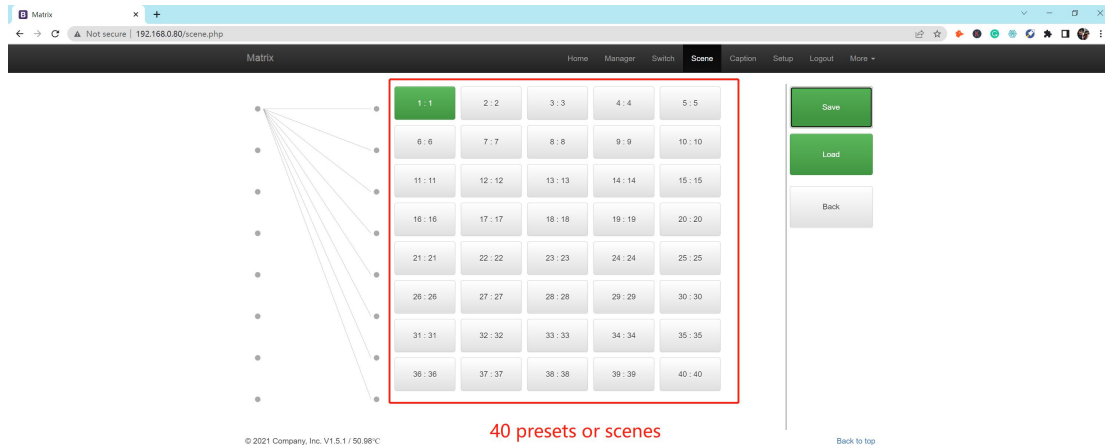 Matrix
Not secure | 192.168.0.80/scene.php
Matrix Home Manager Switch Scene Caption Setup Logout More
1 : 1 2 : 2 3 : 3 4 : 4 5 : 5 Save
6 : 6 7 : 7 8 : 8 9 : 9 10 : 10 Load
11 : 11 12 : 12 13 : 13 14 : 14 15 : 15
16 : 16 17 : 17 18 : 18 19 : 19 20 : 20 Back
21 : 21 22 : 22 23 : 23 24 : 24 25 : 25
26 : 26 27 : 27 28 : 28 29 : 29 30 : 30
31 : 31 32 : 32 33 : 33 34 : 34 35 : 35
36 : 36 37 : 37 38 : 38 39 : 39 40 : 40
40 presets or scenes
© 2021 Company, Inc. V1.5.1 / 50.98℃ Back to top